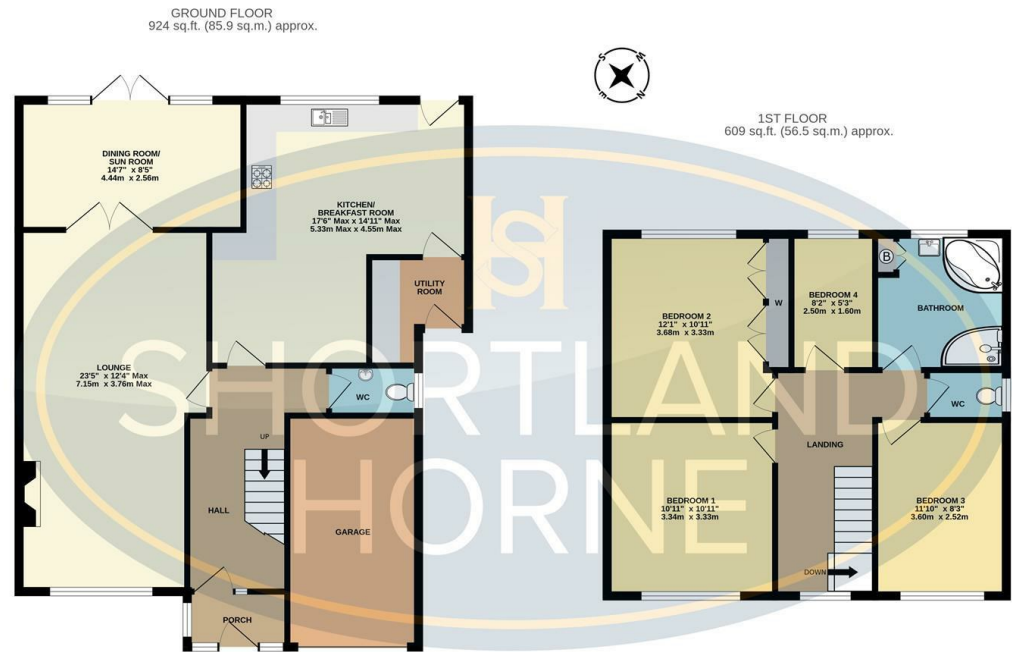 GROUND FLOOR
924 sq.ft. (85.9 sq.m.) approx.
S
W
E
N
1ST FLOOR
609 sq.ft. (56.5 sq.m.) approx.
DINING ROOM/
SUN ROOM
14'7" x 8'5"
4.44m x 2.56m
KITCHEN/
BREAKFAST ROOM
17'6" Max x 14'11" Max
5.33m Max x 4.55m Max
UTILITY
ROOM
LOUNGE
23'5" x 12'4" Max
7.15m x 3.76m Max
WC
UP
HALL
GARAGE
PORCH
BEDROOM 2
12'1" x 10'11"
3.68m x 3.33m
W
BEDROOM 4
8'2" x 5'3"
2.50m x 1.60m
B
BATHROOM
WC
LANDING
BEDROOM 1
10'11" x 10'11"
3.34m x 3.33m
BEDROOM 3
11'10" x 8'3"
3.60m x 2.52m
DOWN
SH
SHORTLAND
HORNE